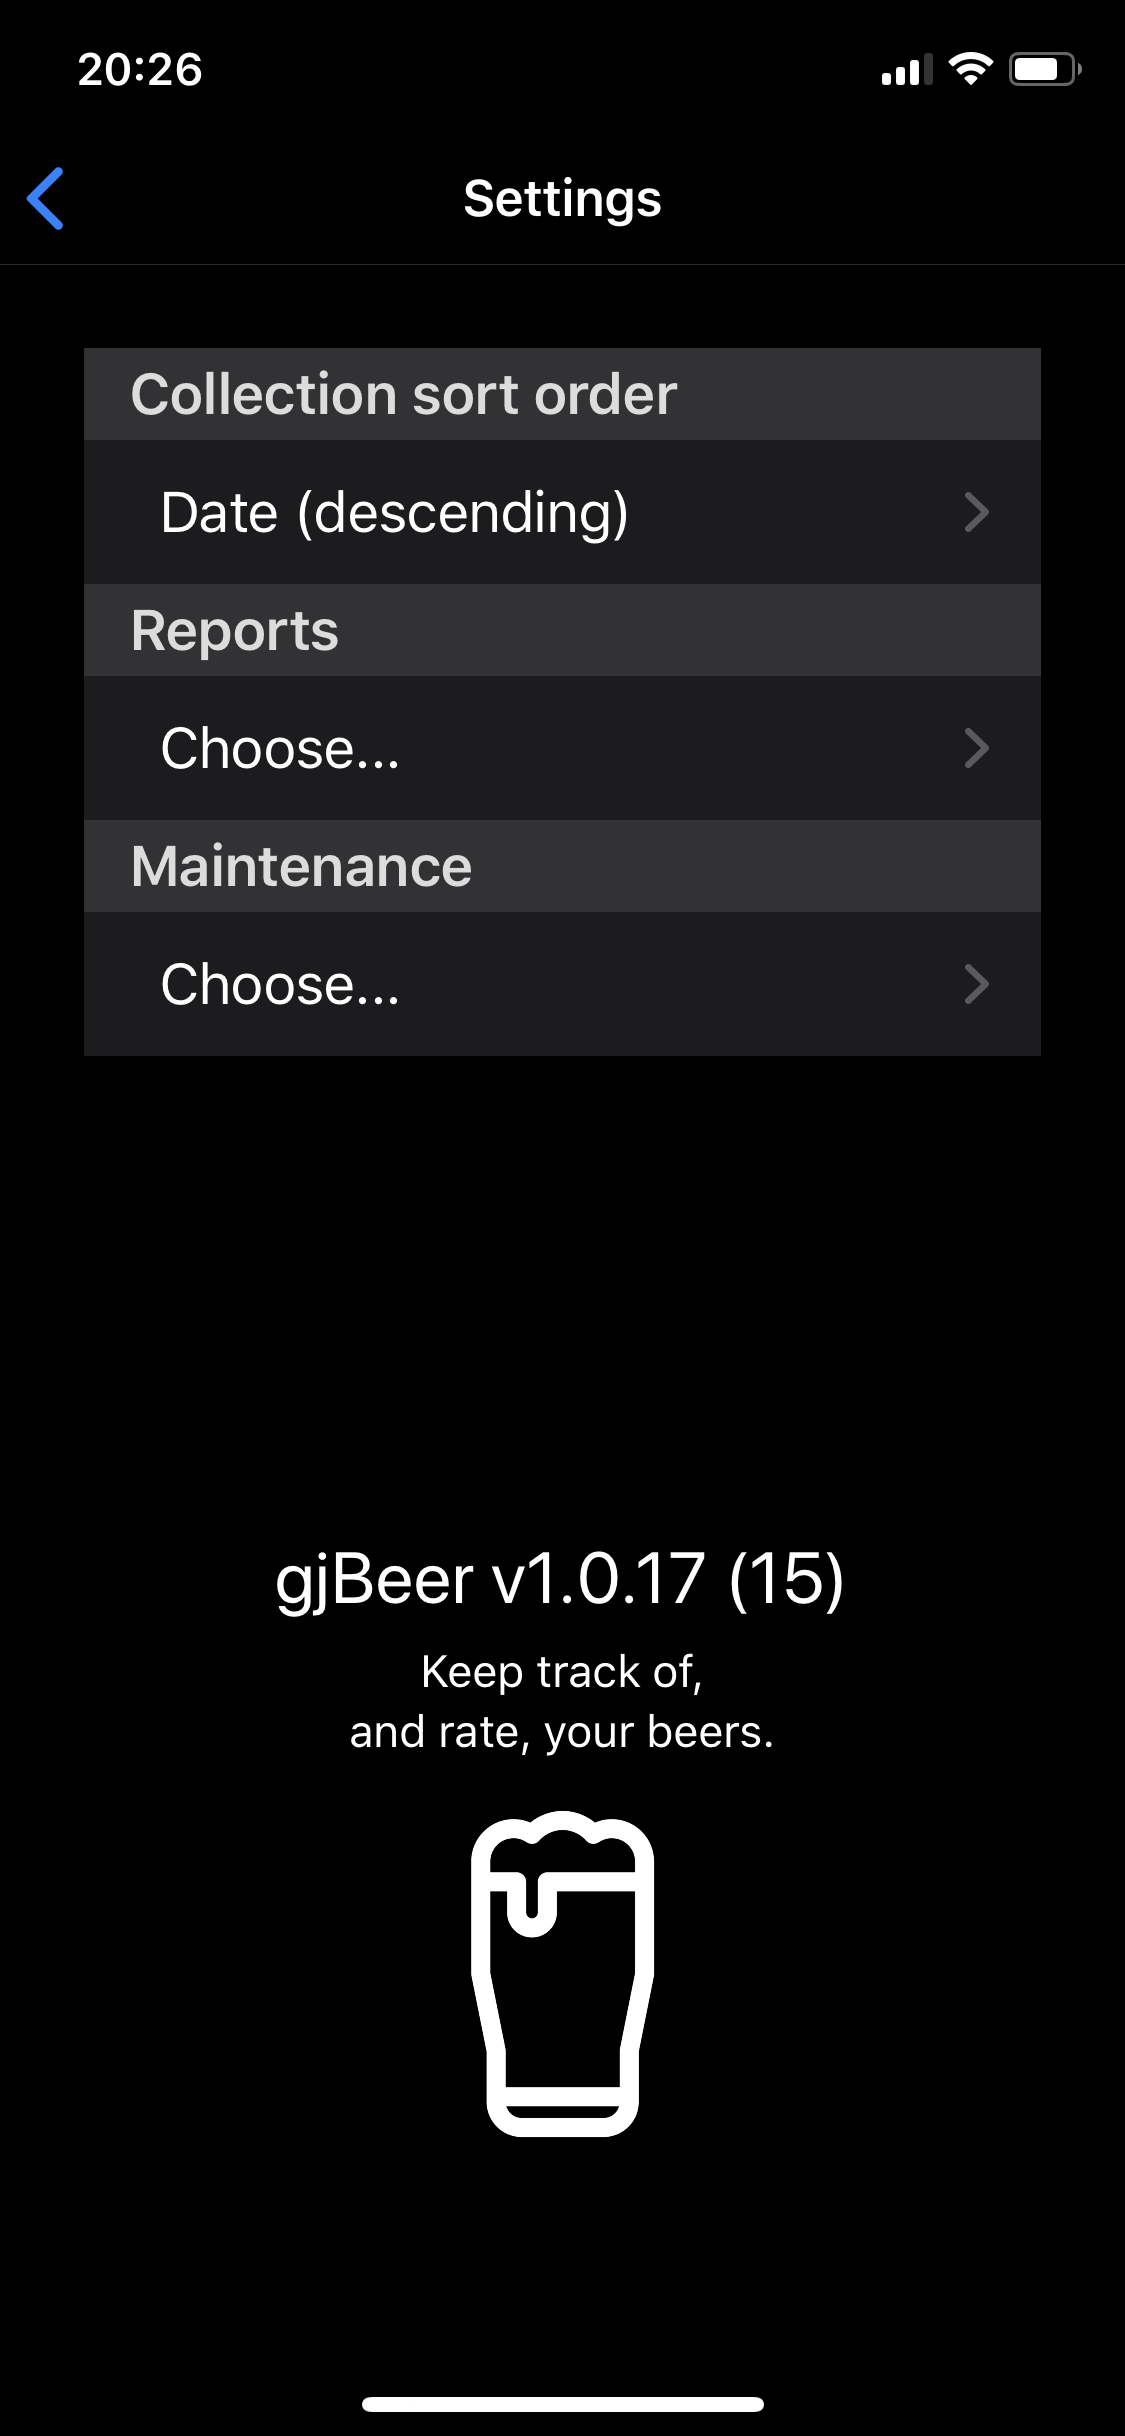 20:26
Settings
Collection sort order
Date (descending)
Reports
Choose...
Maintenance
Choose...
gjBeer v1.0.17 (15)
Keep track of,
and rate, your beers.